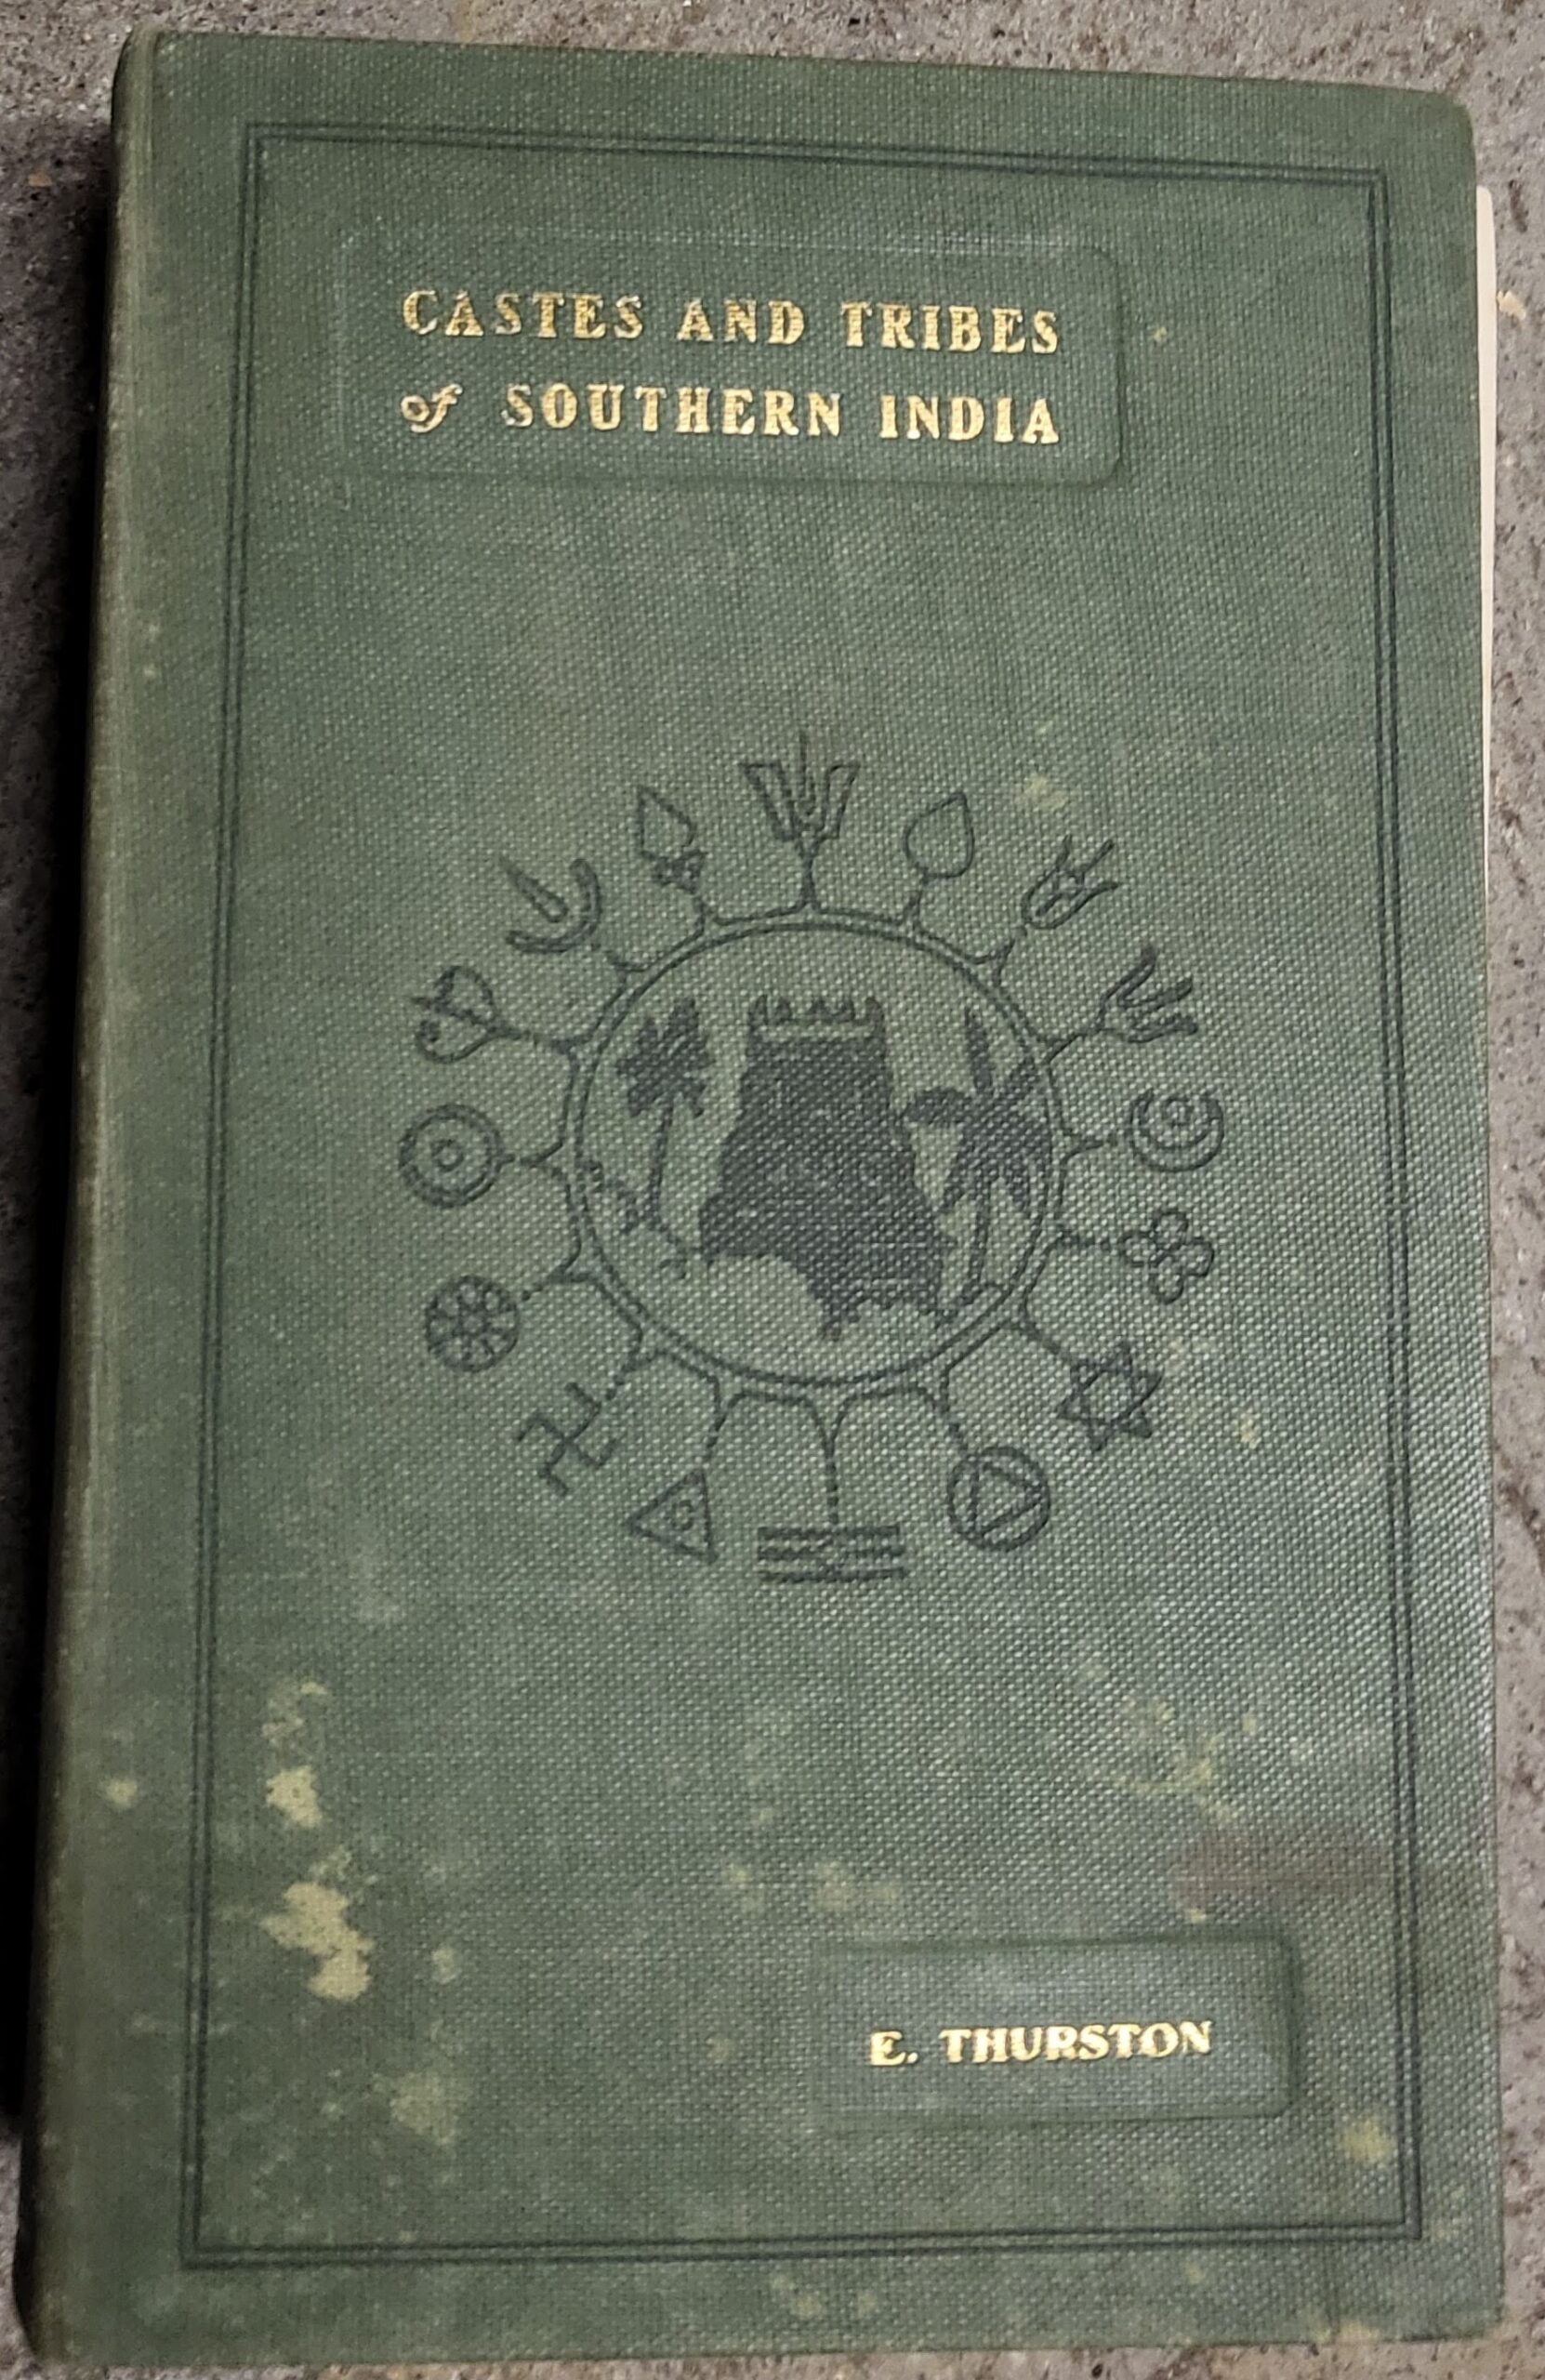 CASTES AND TRIBES
of SOUTHERN INDIA
E. THURSTON